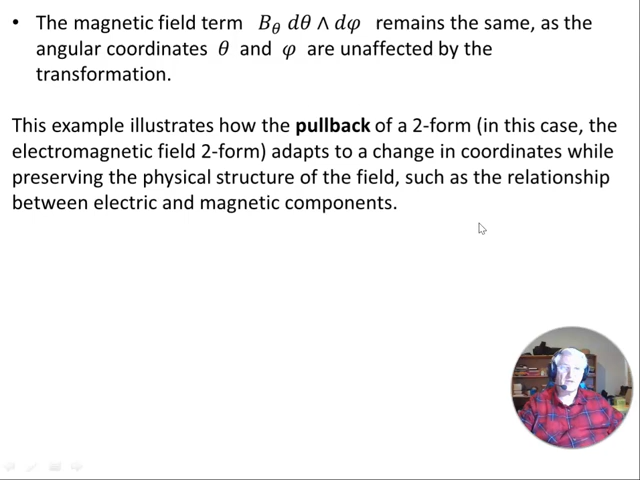 • The magnetic field term B_θ dθ ∧ dφ remains the same, as the
angular coordinates θ and φ are unaffected by the
transformation.
This example illustrates how the pullback of a 2-form (in this case, the
electromagnetic field 2-form) adapts to a change in coordinates while
preserving the physical structure of the field, such as the relationship
between electric and magnetic components.